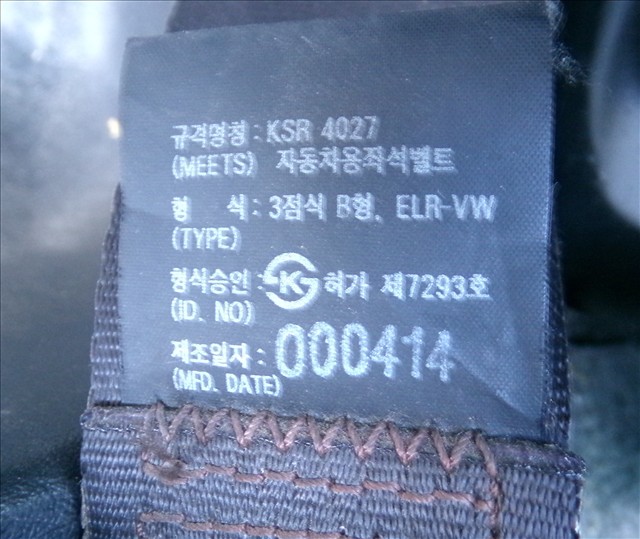 규격명칭 : KSR 4027
(MEETS) 자동차용좌석벨트
형 식 : 3점식 B형, ELR-VW
(TYPE)
형식승인 : KS 허가 제7293호
(ID. NO)
제조일자 : 000414
(MFD. DATE)